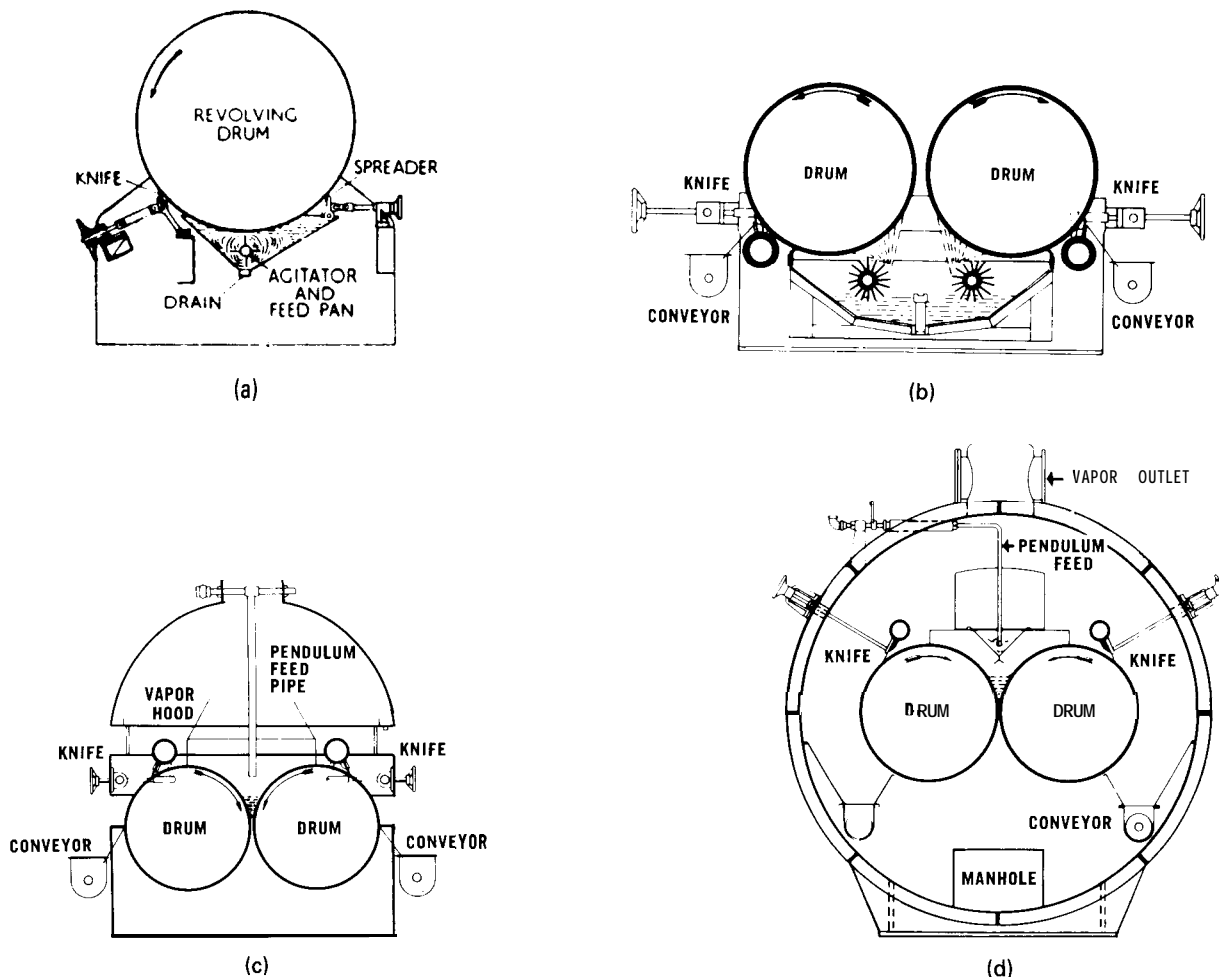 REVOLVING
DRUM
KNIFE
SPREADER
DRAIN
AGITATOR
AND
FEED PAN
(a)
DRUM
DRUM
KNIFE
KNIFE
CONVEYOR
CONVEYOR
(b)
PENDULUM
FEED
PIPE
VAPOR
HOOD
KNIFE
KNIFE
DRUM
DRUM
CONVEYOR
CONVEYOR
(c)
VAPOR OUTLET
PENDULUM
FEED
KNIFE
KNIFE
DRUM
DRUM
CONVEYOR
MANHOLE
(d)